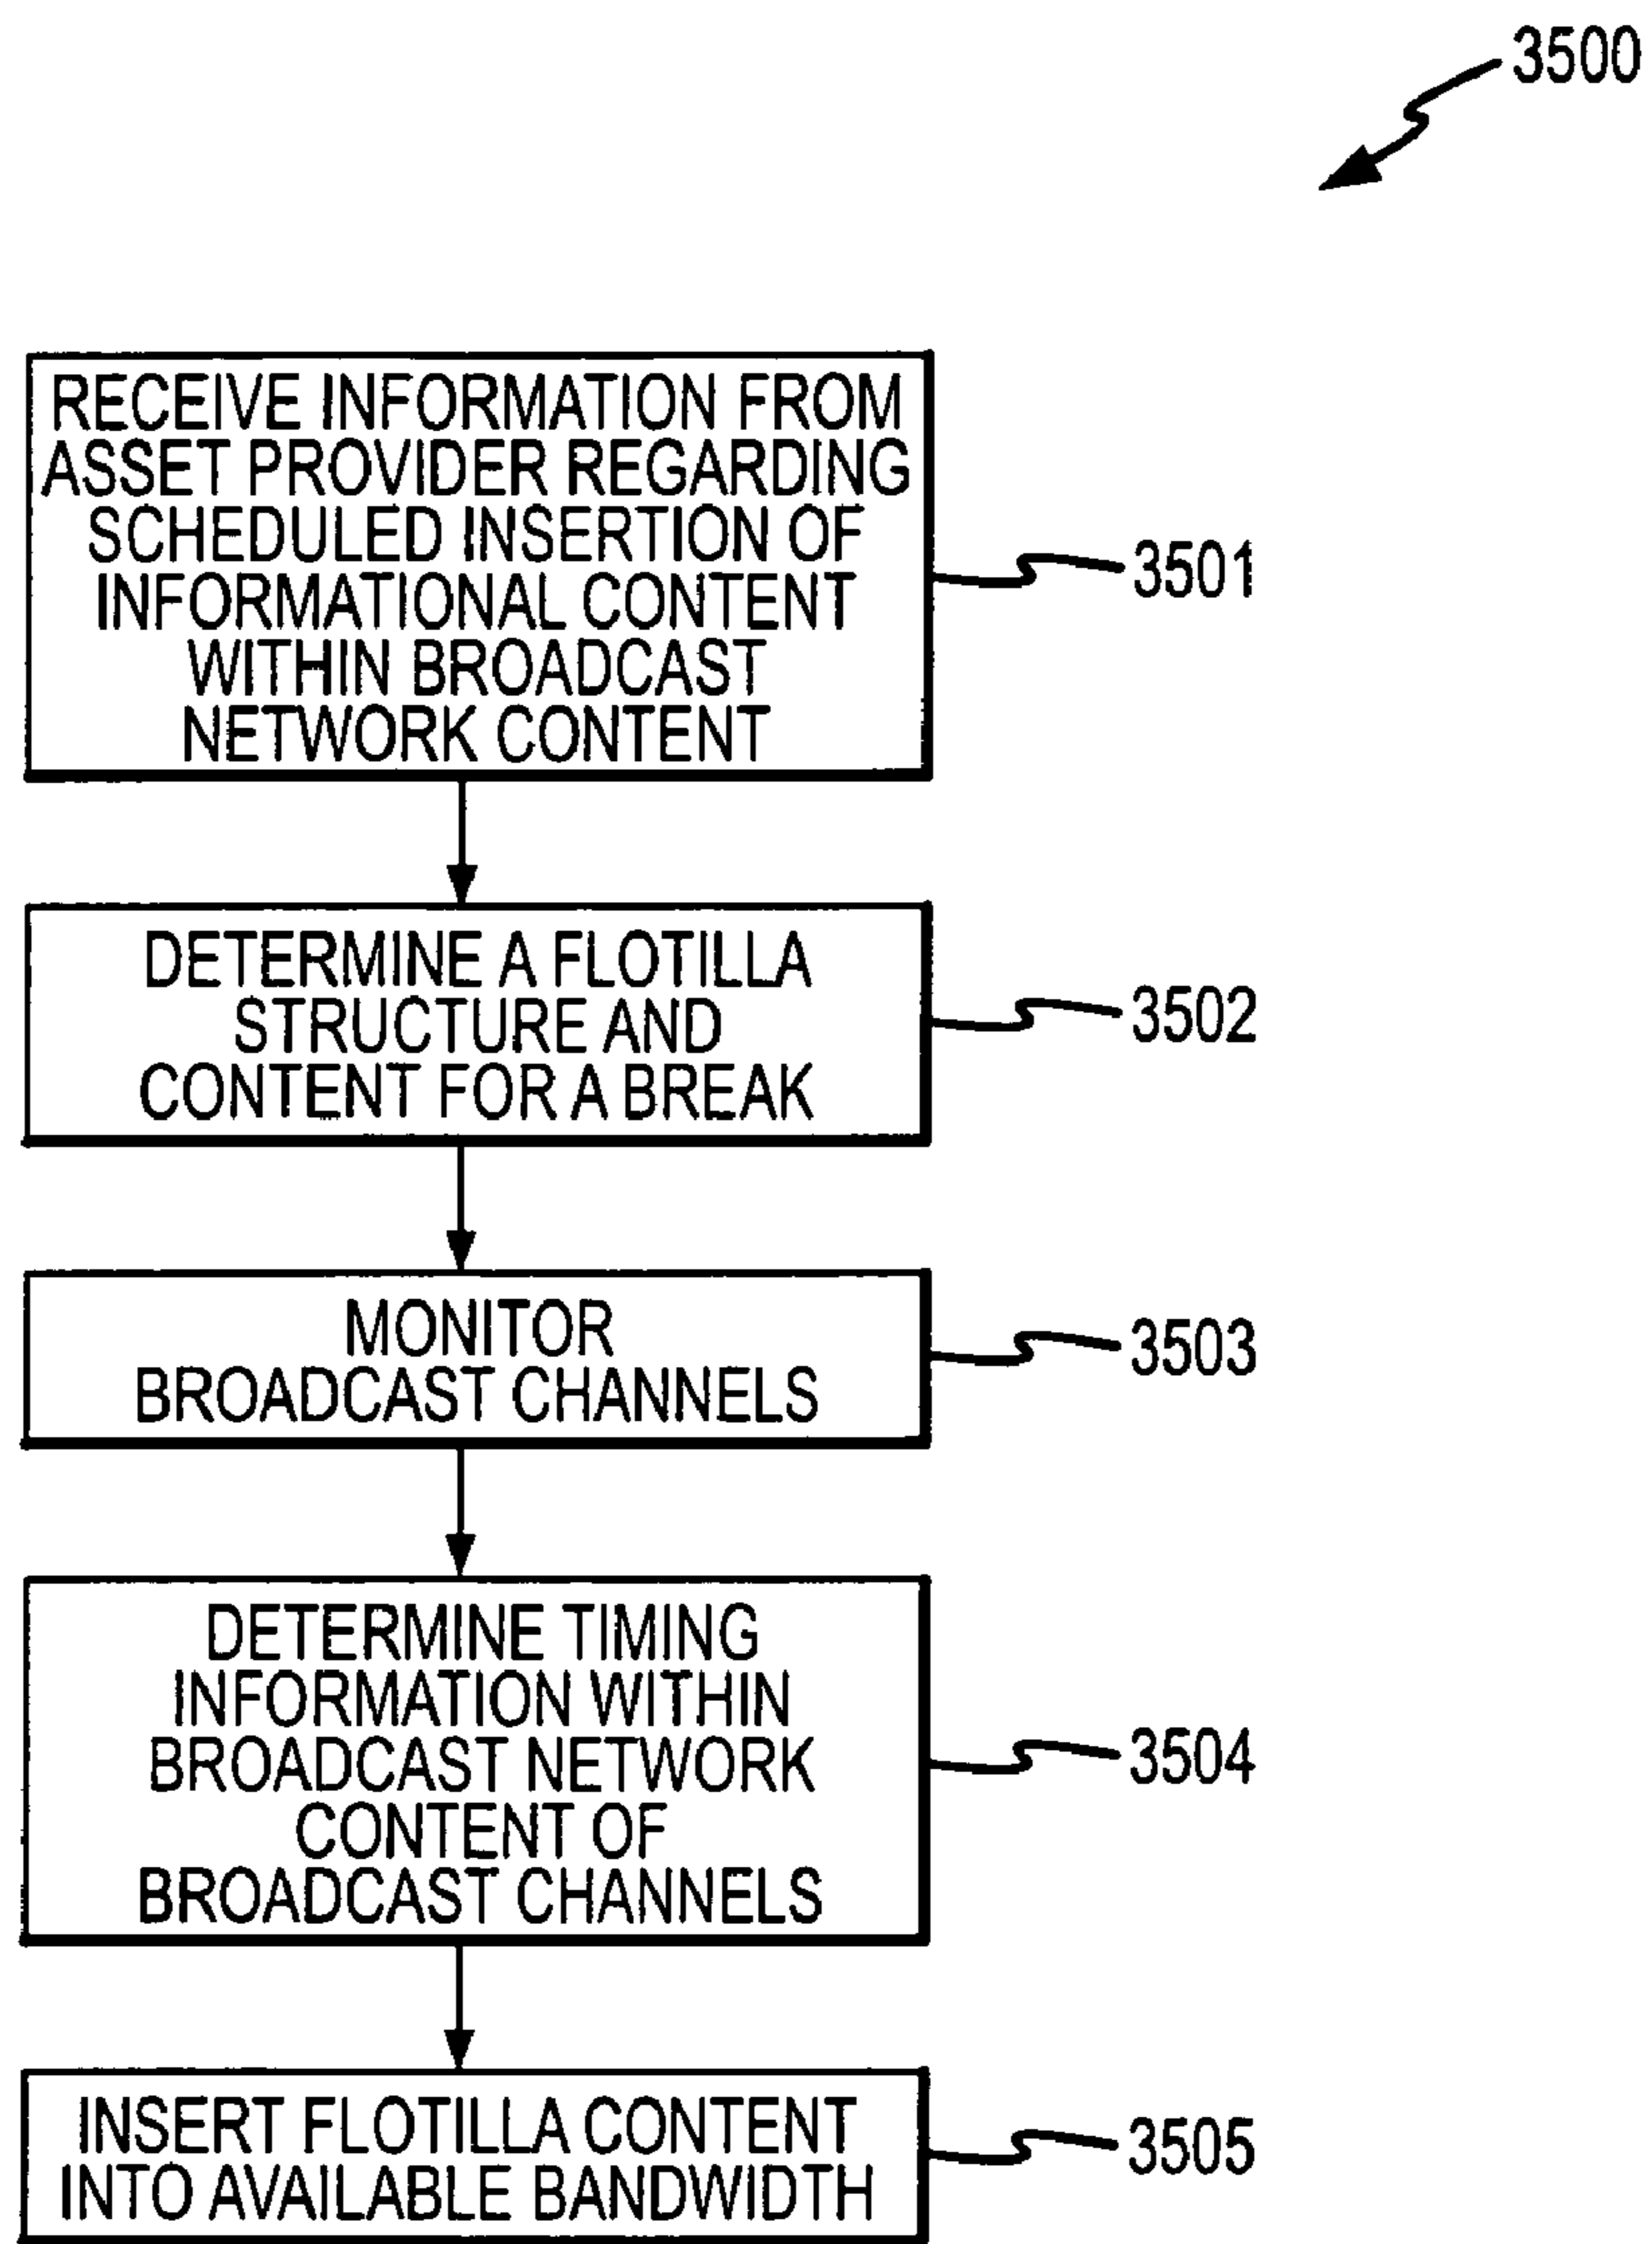 3500
RECEIVE INFORMATION FROM
ASSET PROVIDER REGARDING
SCHEDULED INSERTION OF
INFORMATIONAL CONTENT
WITHIN BROADCAST
NETWORK CONTENT
3501
DETERMINE A FLOTILLA
STRUCTURE AND
CONTENT FOR A BREAK
3502
MONITOR
BROADCAST CHANNELS
3503
DETERMINE TIMING
INFORMATION WITHIN
BROADCAST NETWORK
CONTENT OF
BROADCAST CHANNELS
3504
INSERT FLOTILLA CONTENT
INTO AVAILABLE BANDWIDTH
3505